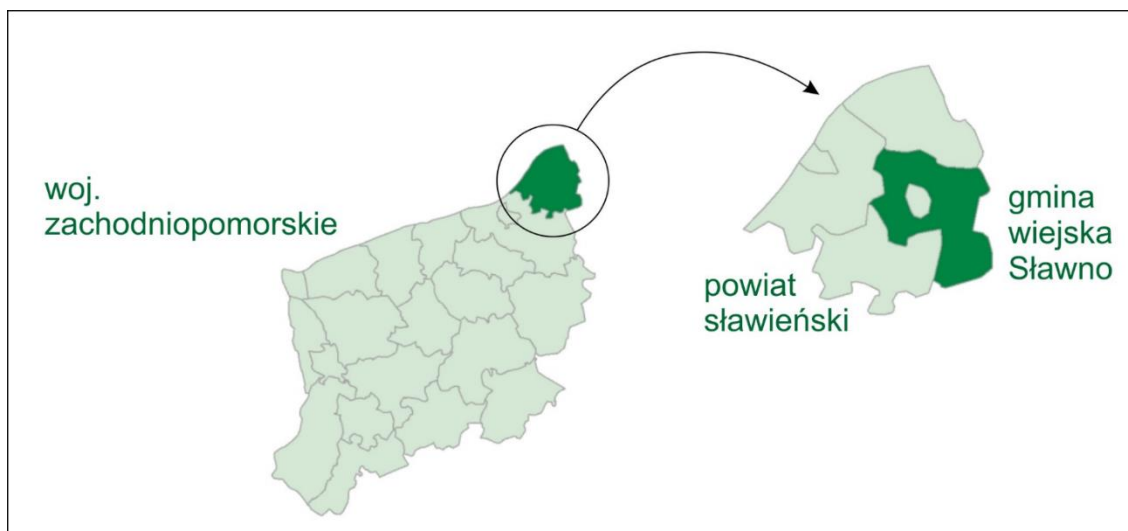 woj.
zachodniopomorskie
powiat
sławieński
gmina
wiejska
Sławno